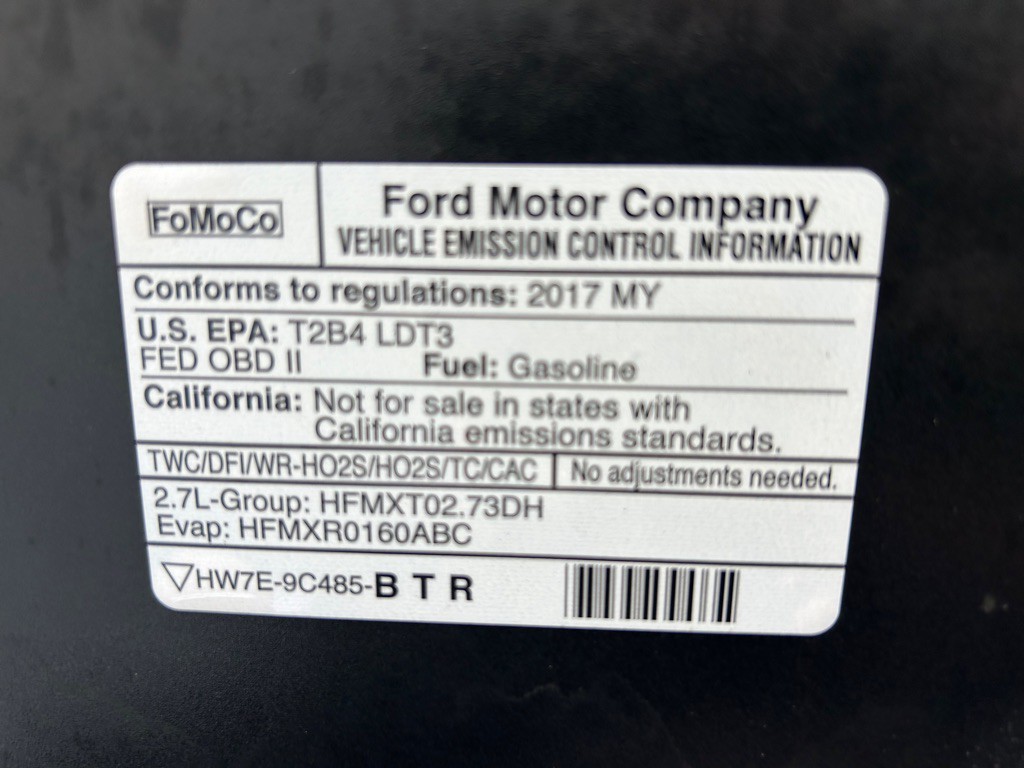 FoMoCo
Ford Motor Company
VEHICLE EMISSION CONTROL INFORMATION
Conforms to regulations: 2017 MY
U.S. EPA: T2B4 LDT3
FED OBD II Fuel: Gasoline
California: Not for sale in states with
California emissions standards.
TWC/DFI/WR-HO2S/HO2S/TC/CAC No adjustments needed.
2.7L-Group: HFMXT02.73DH
Evap: HFMXR0160ABC
▽HW7E-9C485-B T R